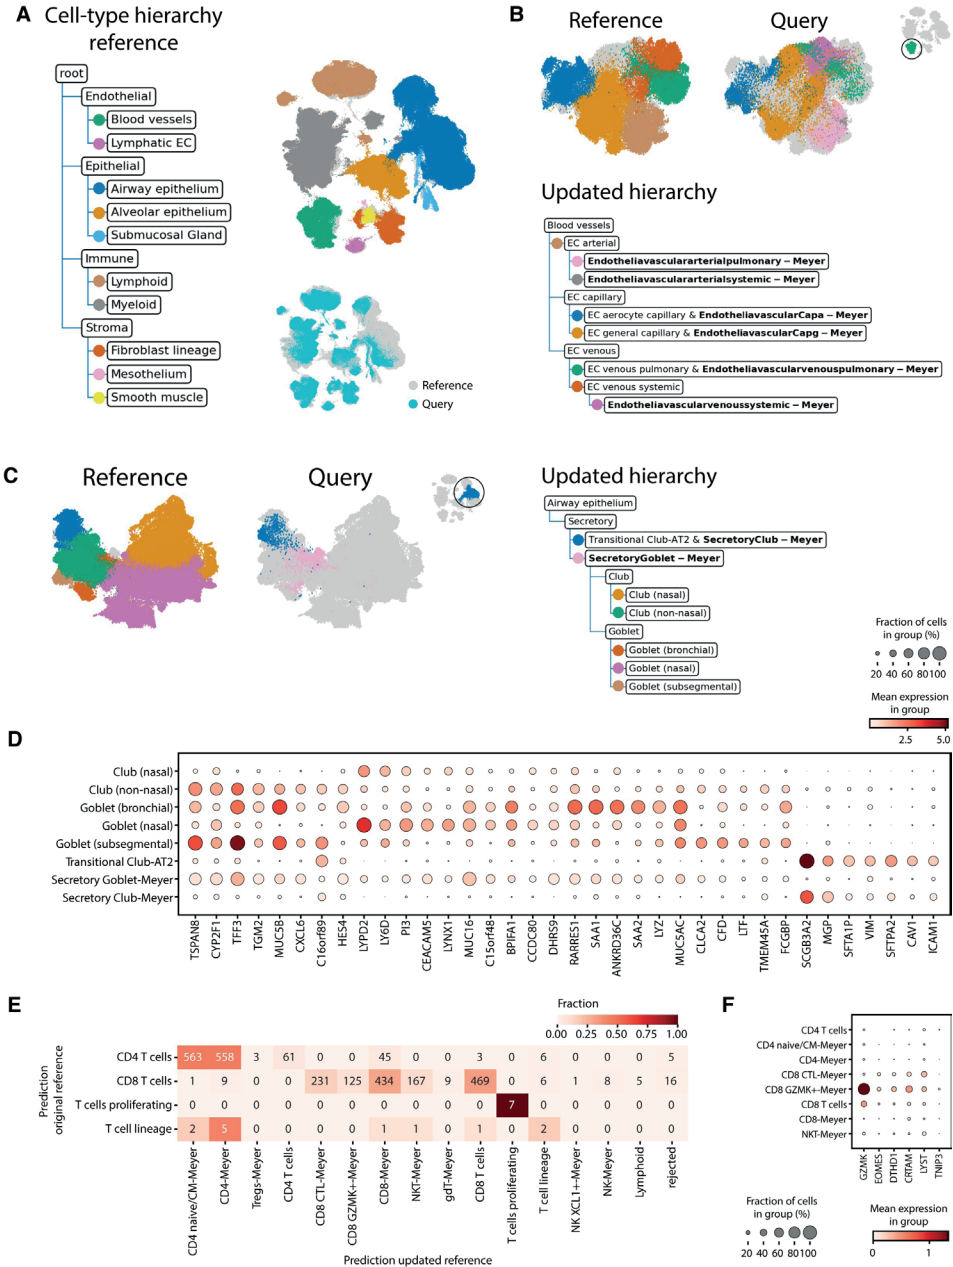 A
Cell-type hierarchy
reference
root
Endothelial
Blood vessels
Lymphatic EC
Epithelial
Airway epithelium
Alveolar epithelium
Submucosal Gland
Immune
Lymphoid
Myeloid
Stroma
Fibroblast lineage
Mesothelium
Smooth muscle
Reference
Query
B
Reference
Query
Updated hierarchy
Blood vessels
EC arterial
Endotheliavasculararterialpulmonary – Meyer
Endotheliavasculararterialsystemic – Meyer
EC capillary
EC aerocyte capillary & EndotheliavascularCapa – Meyer
EC general capillary & EndotheliavascularCapg – Meyer
EC venous
EC venous pulmonary & Endotheliavascularvenouspulmonary – Meyer
EC venous systemic
Endotheliavascularvenoussystemic – Meyer
C
Reference
Query
Updated hierarchy
Airway epithelium
Secretory
Transitional Club-AT2 & SecretoryClub – Meyer
SecretoryGoblet – Meyer
Club
Club (nasal)
Club (non-nasal)
Goblet
Goblet (bronchial)
Goblet (nasal)
Goblet (subsegmental)
Fraction of cells
in group (%)
20 40 60 80 100
Mean expression
in group
2.5 5.0
D
Club (nasal)
Club (non-nasal)
Goblet (bronchial)
Goblet (nasal)
Goblet (subsegmental)
Transitional Club-AT2
Secretory Goblet-Meyer
Secretory Club-Meyer
TSPAN8 CYP2F1 TFF3 TGM2 MUC5B CXCL6 C16orf89 HES4 LYPD2 LY6D PI3 CEACAM5 LYNX1 MUC16 C15orf48 BPIFA1 CCDC80 DHRS9 RARRES1 SAA1 ANKRD36C SAA2 LYZ MUC5AC CLCA2 CFD LTF TMEM45A FCGBP SCGB3A2 MGP SFTA1P VIM SFTPA2 CAV1 ICAM1
E
Fraction
0.00 0.25 0.50 0.75 1.00
Prediction
original reference
CD4 T cells 563 558 3 61 0 0 45 0 0 3 0 6 0 0 0 5
CD8 T cells 1 9 0 0 231 125 434 167 9 469 0 6 1 8 5 16
T cells proliferating 0 0 0 0 0 0 0 0 0 0 7 0 0 0 0 0
T cell lineage 2 5 0 0 0 0 1 1 0 1 0 2 0 0 0 0
CD4 naive/CM-Meyer CD4-Meyer Tregs-Meyer CD4 T cells CD8 CTL-Meyer CD8 GZMK+-Meyer CD8-Meyer NKT-Meyer gdT-Meyer CD8 T cells T cells proliferating T cell lineage NK XCL1+-Meyer NK-Meyer Lymphoid rejected
Prediction updated reference
F
CD4 T cells
CD4 naive/CM-Meyer
CD4-Meyer
CD8 CTL-Meyer
CD8 GZMK+-Meyer
CD8 T cells
CD8-Meyer
NKT-Meyer
GZMK EOMES DTHD1 CRTAM LYST TNIP3
Fraction of cells
in group (%)
20 40 60 80 100
Mean expression
in group
0 1